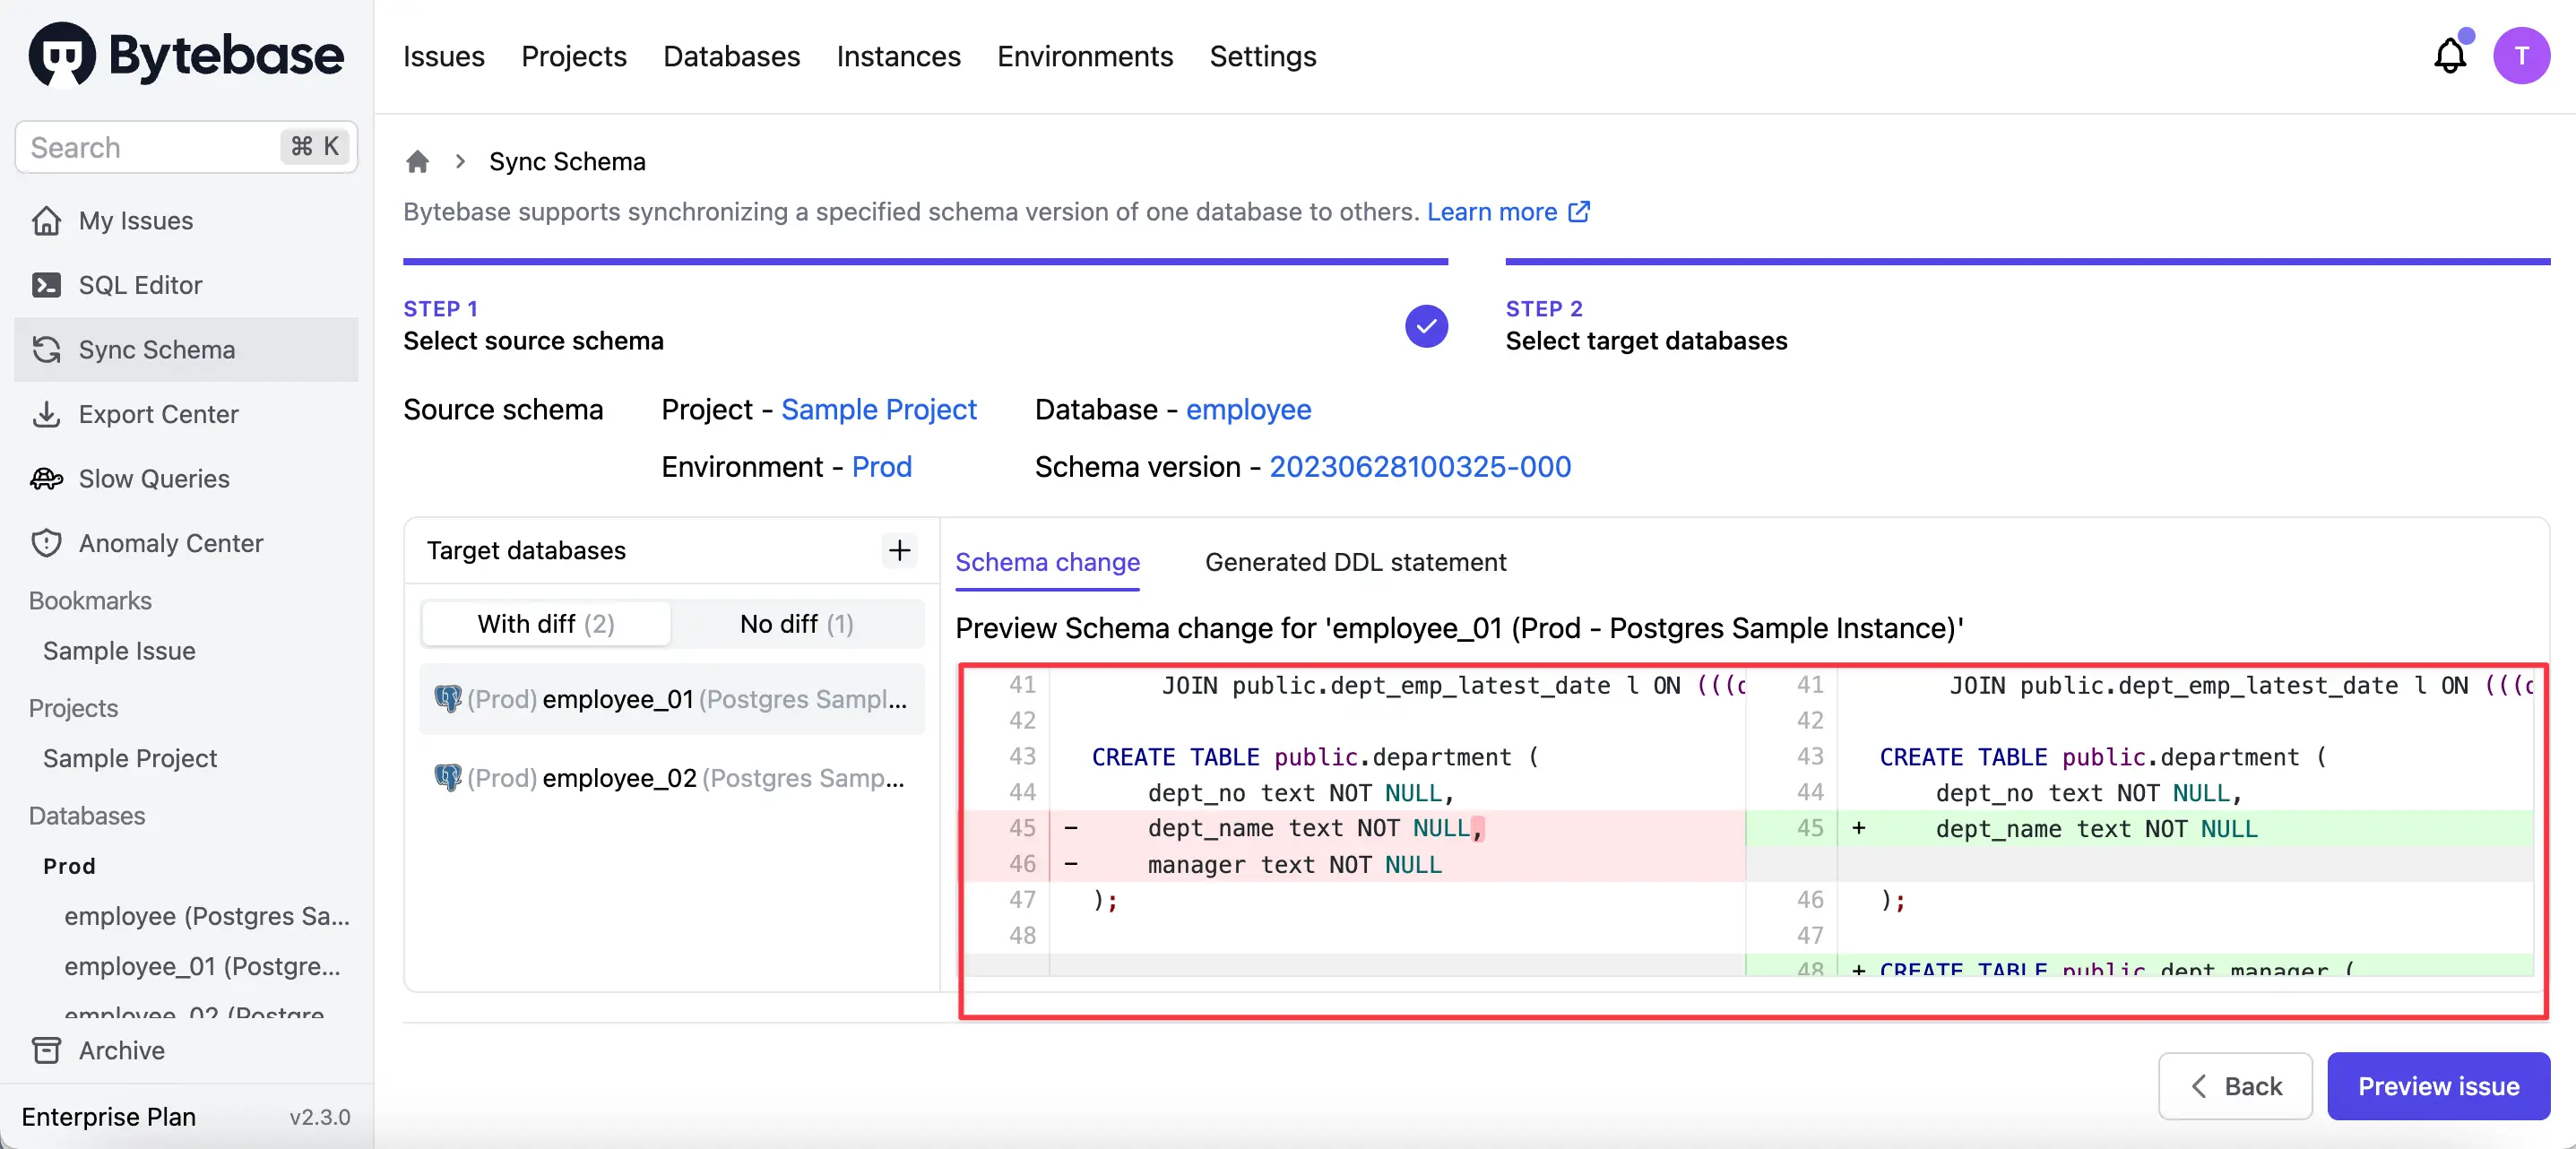 Bytebase
Issues Projects Databases Instances Environments Settings
T
Search ⌘ K
My Issues
SQL Editor
Sync Schema
Export Center
Slow Queries
Anomaly Center
Bookmarks
Sample Issue
Projects
Sample Project
Databases
Prod
employee (Postgres Sa...
employee_01 (Postgre...
employee_02 (Postgre
Archive
Enterprise Plan v2.3.0
Sync Schema
Bytebase supports synchronizing a specified schema version of one database to others. Learn more
STEP 1
Select source schema
STEP 2
Select target databases
Source schema Project - Sample Project Database - employee
Environment - Prod Schema version - 20230628100325-000
Target databases +
With diff (2) No diff (1)
(Prod) employee_01 (Postgres Sampl...
(Prod) employee_02 (Postgres Samp...
Schema change Generated DDL statement
Preview Schema change for 'employee_01 (Prod - Postgres Sample Instance)'
41 JOIN public.dept_emp_latest_date l ON (((
42
43 CREATE TABLE public.department (
44 dept_no text NOT NULL,
45 - dept_name text NOT NULL,
46 - manager text NOT NULL
47 );
48
41 JOIN public.dept_emp_latest_date l ON (((
42
43 CREATE TABLE public.department (
44 dept_no text NOT NULL,
45 + dept_name text NOT NULL
46 );
47
48 + CREATE TABLE public.dept_manager (
Back
Preview issue